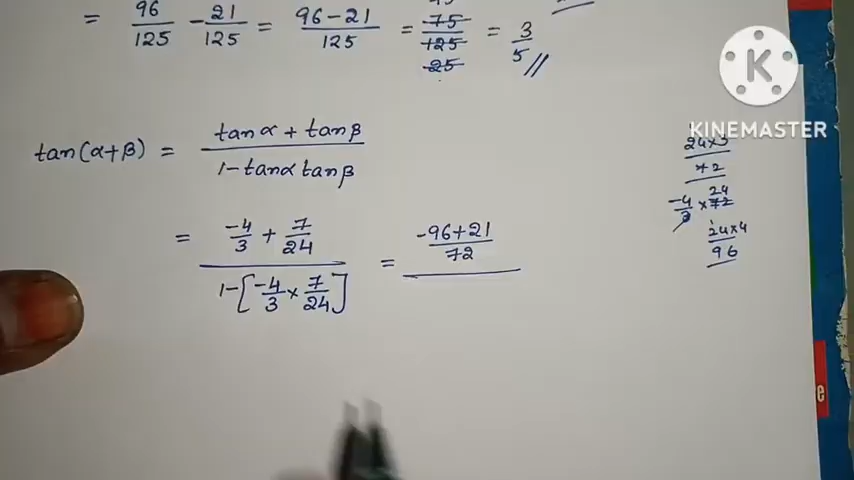 = 96/125 - 21/125 = 96-21/125 = 75/125 = 3/5 //
25
tan(α+β) = tanα + tanβ / 1-tanα tanβ
= -4/3 + 7/24 / 1-[-4/3 × 7/24] = -96+21/72
24×3
72
-4/3 × 24/72
24×4
96
K
KINEMASTER
e